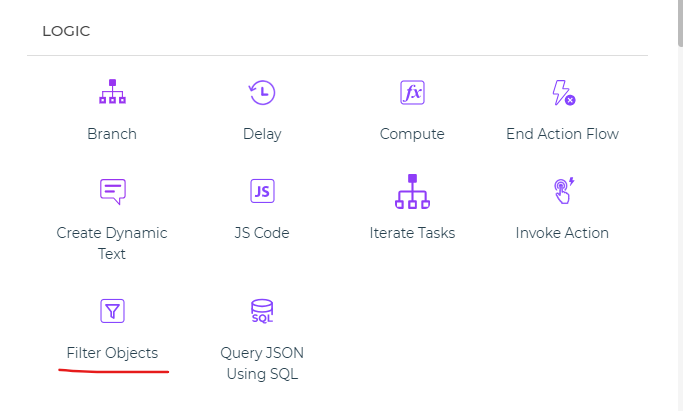 LOGIC
fx
Branch
Delay
Compute
End Action Flow
JS
Create Dynamic
Text
JS Code
Iterate Tasks
Invoke Action
SQL
Filter Objects
Query JSON
Using SQL